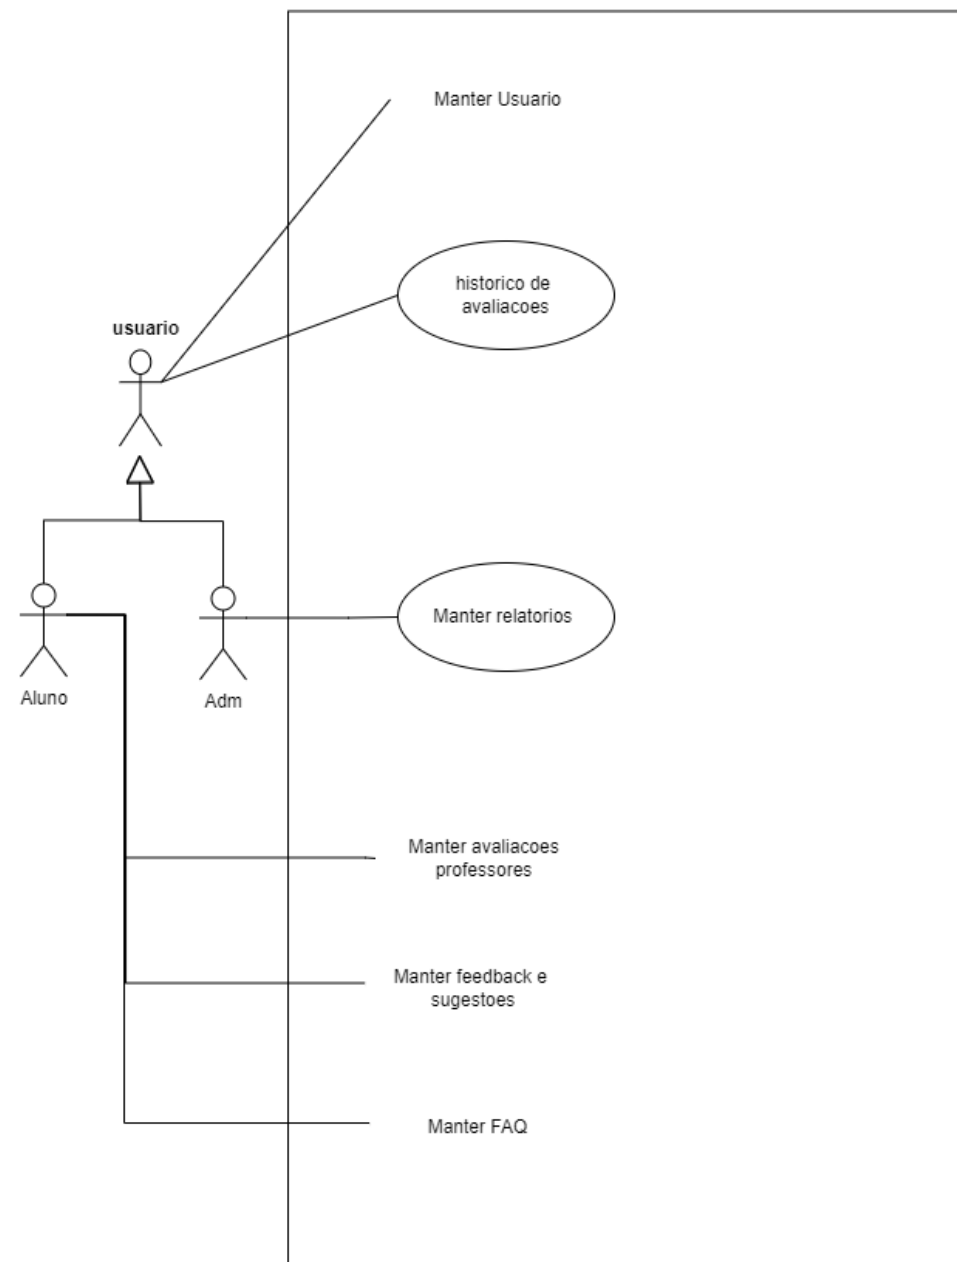 Manter Usuario
historico de
avaliacoes
usuario
Manter relatorios
Aluno
Adm
Manter avaliacoes
professores
Manter feedback e
sugestoes
Manter FAQ